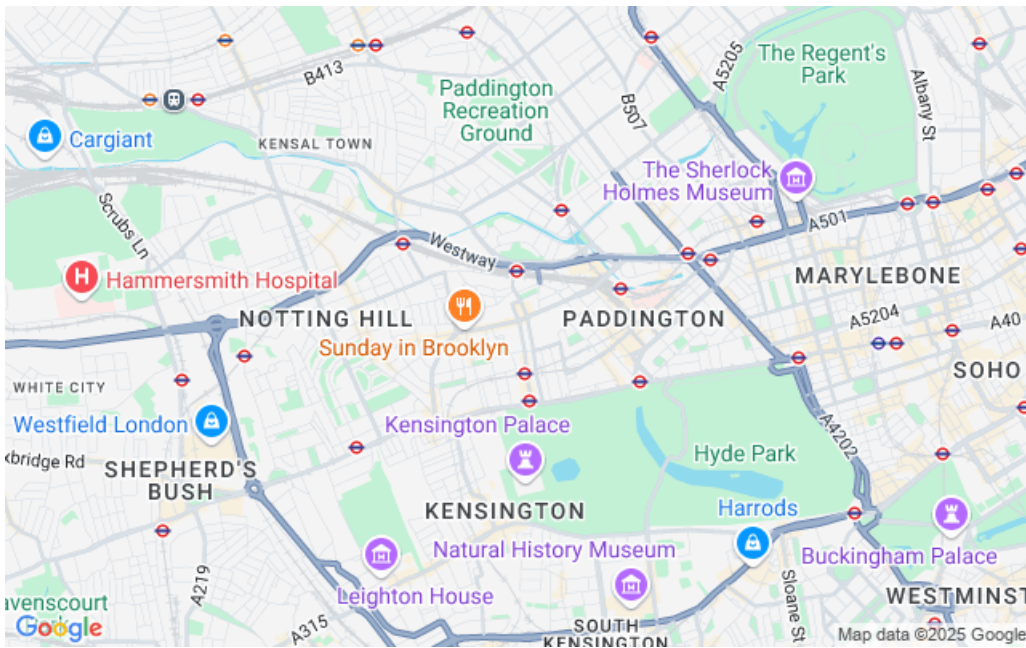 The Regent's
Park
A5205
Albany St
B413
Paddington
Recreation
Ground
B507
Cargiant
KENSAL TOWN
The Sherlock
Holmes Museum
Scrubs Ln
A501
Westway
Hammersmith Hospital
MARYLEBONE
NOTTING HILL
PADDINGTON
A5204
A40
Sunday in Brooklyn
SOHO
WHITE CITY
Westfield London
Kensington Palace
A4202
Hyde Park
xbridge Rd
SHEPHERD'S
BUSH
KENSINGTON
Harrods
Natural History Museum
Buckingham Palace
A219
Leighton House
Sloane St
WESTMINST
avenscourt
Google
A315
SOUTH
KENSINGTON
Map data ©2025 Google